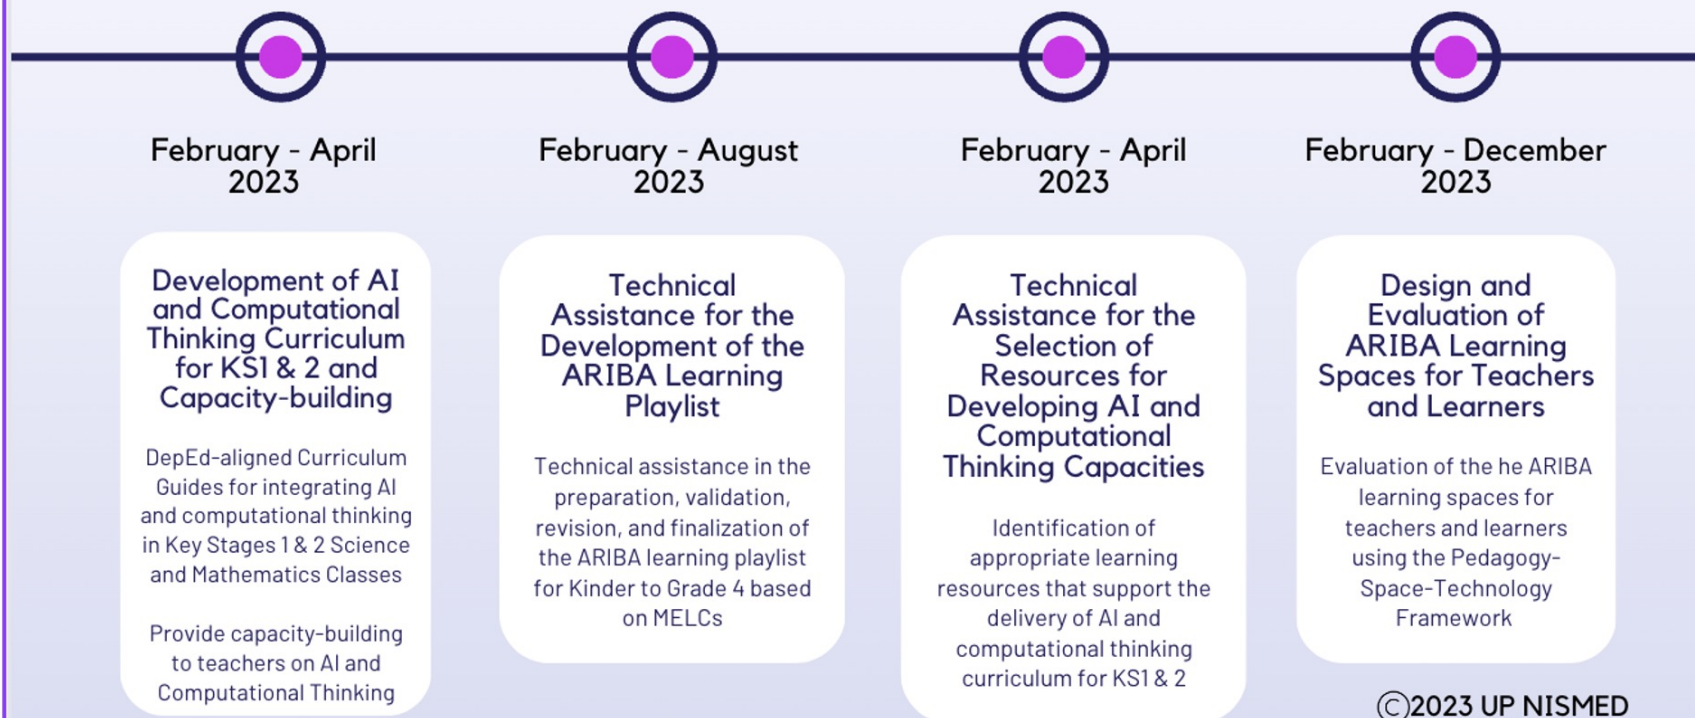 February - April
2023
Development of AI
and Computational
Thinking Curriculum
for KS1 & 2 and
Capacity-building
DepEd-aligned Curriculum
Guides for integrating AI
and computational thinking
in Key Stages 1 & 2 Science
and Mathematics Classes
Provide capacity-building
to teachers on AI and
Computational Thinking
February - August
2023
Technical
Assistance for the
Development of the
ARIBA Learning
Playlist
Technical assistance in the
preparation, validation,
revision, and finalization of
the ARIBA learning playlist
for Kinder to Grade 4 based
on MELCs
February - April
2023
Technical
Assistance for the
Selection of
Resources for
Developing AI and
Computational
Thinking Capacities
Identification of
appropriate learning
resources that support the
delivery of AI and
computational thinking
curriculum for KS1 & 2
February - December
2023
Design and
Evaluation of
ARIBA Learning
Spaces for Teachers
and Learners
Evaluation of the he ARIBA
learning spaces for
teachers and learners
using the Pedagogy-
Space-Technology
Framework
©2023 UP NISMED